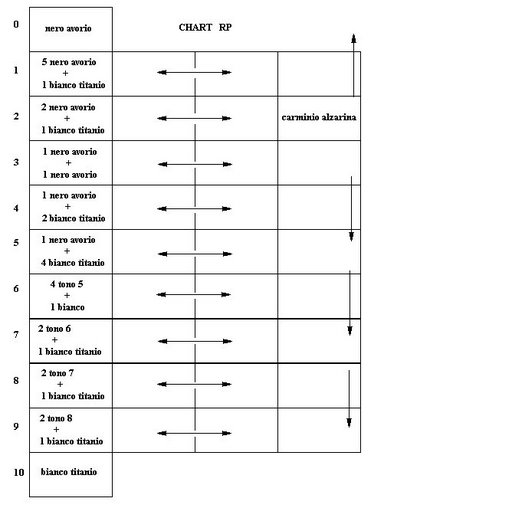 0
nero avorio
CHART RP
1
5 nero avorio
+
1 bianco titanio
2
2 nero avorio
+
1 bianco titanio
carminio alzarina
3
1 nero avorio
+
1 nero avorio
4
1 nero avorio
+
2 bianco titanio
5
1 nero avorio
+
4 bianco titanio
6
4 tono 5
+
1 bianco
7
2 tono 6
+
1 bianco titanio
8
2 tono 7
+
1 bianco titanio
9
2 tono 8
+
1 bianco titanio
10
bianco titanio